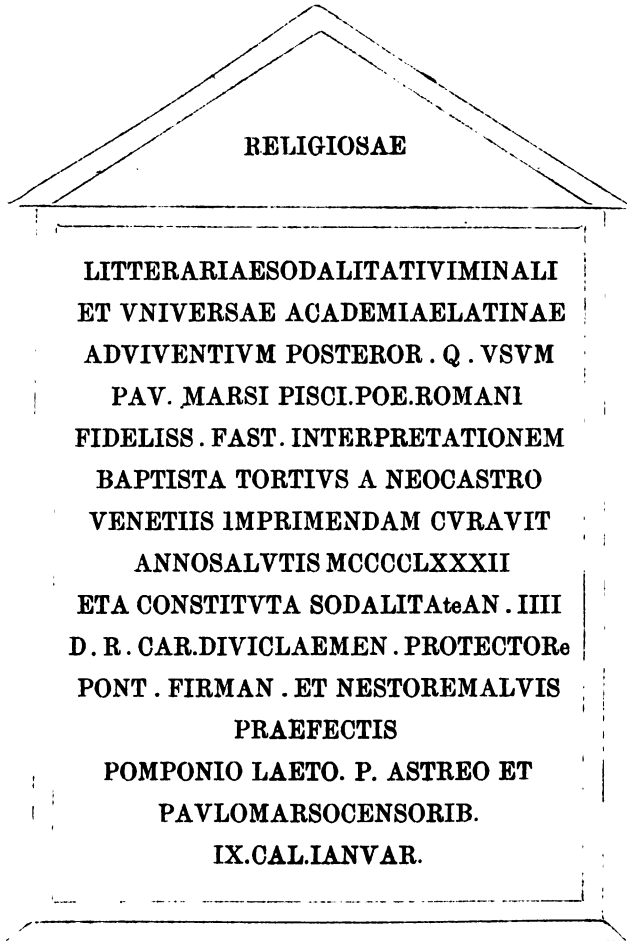 RELIGIOSAE
LITTERARIAESODALITATIVIMINALI
ET VNIVERSAE ACADEMIAELATINAE
ADVIVENTIVM POSTEROR . Q . VSVM
PAV. MARSI PISCI.POE.ROMAN1
FIDELISS . FAST . INTERPRETATIONEM
BAPTISTA TORTIVS A NEOCASTRO
VENETIIS 1MPRIMENDAM CVRAVIT
ANNOSALVTIS MCCCCLXXXII
ETA CONSTITVTA SODALITAteAN . IIII
D . R . CAR.DIVICLAEMEN . PROTECTORe
PONT . FIRMAN . ET NESTOREMALVIS
PRAEFECTIS
POMPONIO LAETO. P. ASTREO ET
PAVLOMARSOCENSORIB.
IX.CAL.IANVAR.